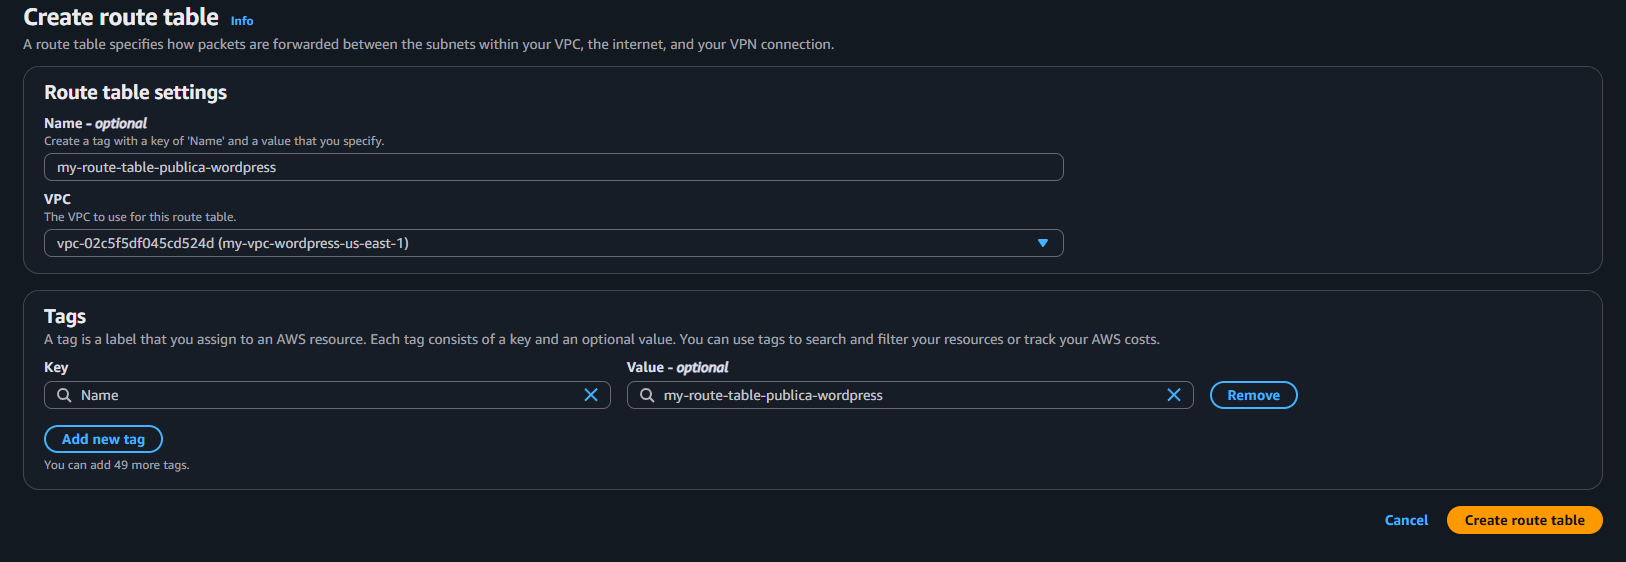 Create route table Info
A route table specifies how packets are forwarded between the subnets within your VPC, the internet, and your VPN connection.
Route table settings
Name - optional
Create a tag with a key of 'Name' and a value that you specify.
my-route-table-publica-wordpress
VPC
The VPC to use for this route table.
vpc-02c5f5df045cd524d (my-vpc-wordpress-us-east-1)
Tags
A tag is a label that you assign to an AWS resource. Each tag consists of a key and an optional value. You can use tags to search and filter your resources or track your AWS costs.
Key Value - optional
Name my-route-table-publica-wordpress Remove
Add new tag
You can add 49 more tags.
Cancel Create route table